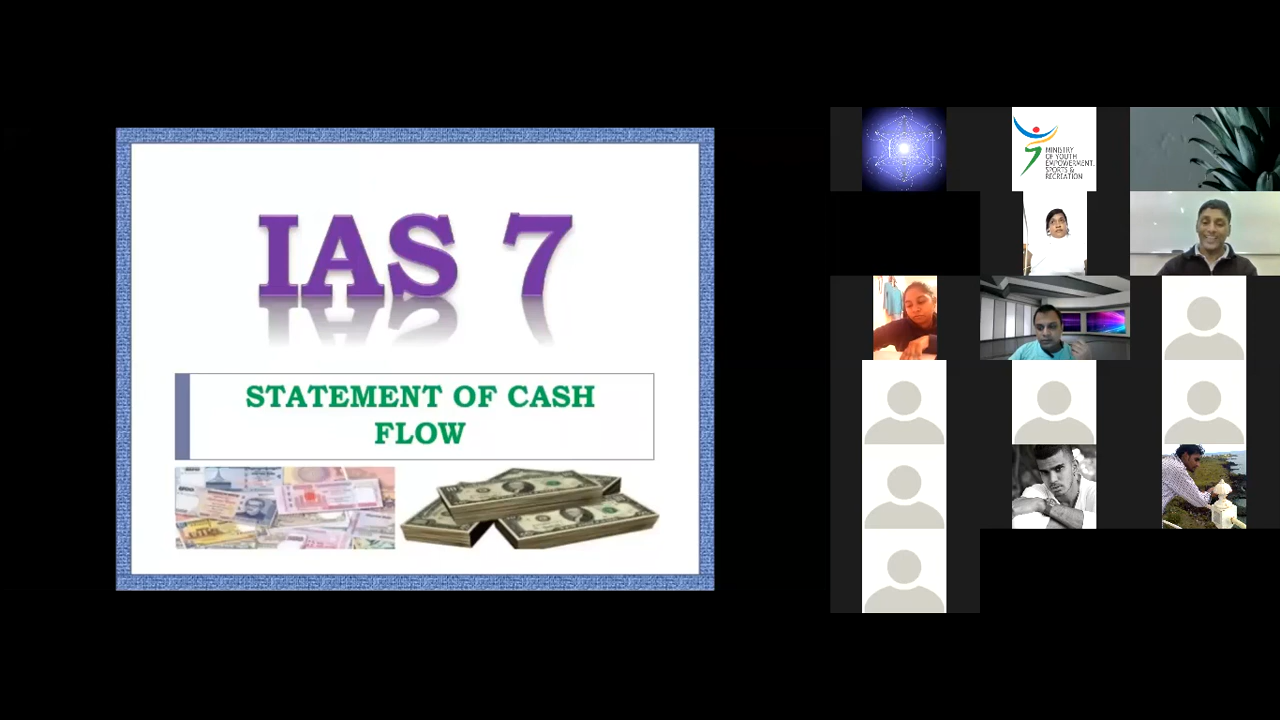 IAS 7
STATEMENT OF CASH
FLOW
MINISTRY
OF YOUTH
EMPOWERMENT,
SPORTS &
RECREATION